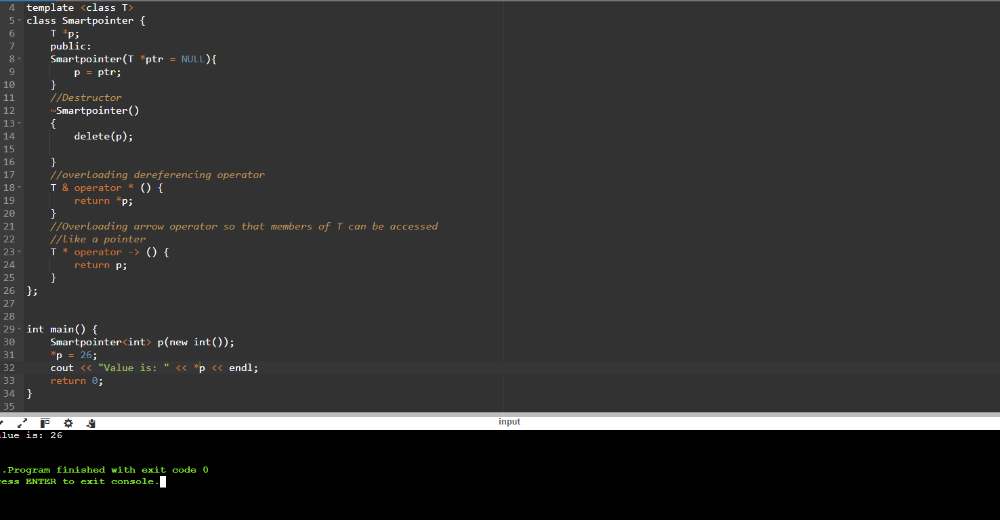 4 template <class T>
5 class Smartpointer {
6 T *p;
7 public:
8 Smartpointer(T *ptr = NULL){
9 p = ptr;
10 }
11 //Destructor
12 ~Smartpointer()
13 {
14 delete(p);
15
16 }
17 //overloading dereferencing operator
18 T & operator * () {
19 return *p;
20 }
21 //Overloading arrow operator so that members of T can be accessed
22 //like a pointer
23 T * operator -> () {
24 return p;
25 }
26 };
27
28
29 int main() {
30 Smartpointer<int> p(new int());
31 *p = 26;
32 cout << "Value is: " << *p << endl;
33 return 0;
34 }
35
input
lue is: 26
.Program finished with exit code 0
ess ENTER to exit console.